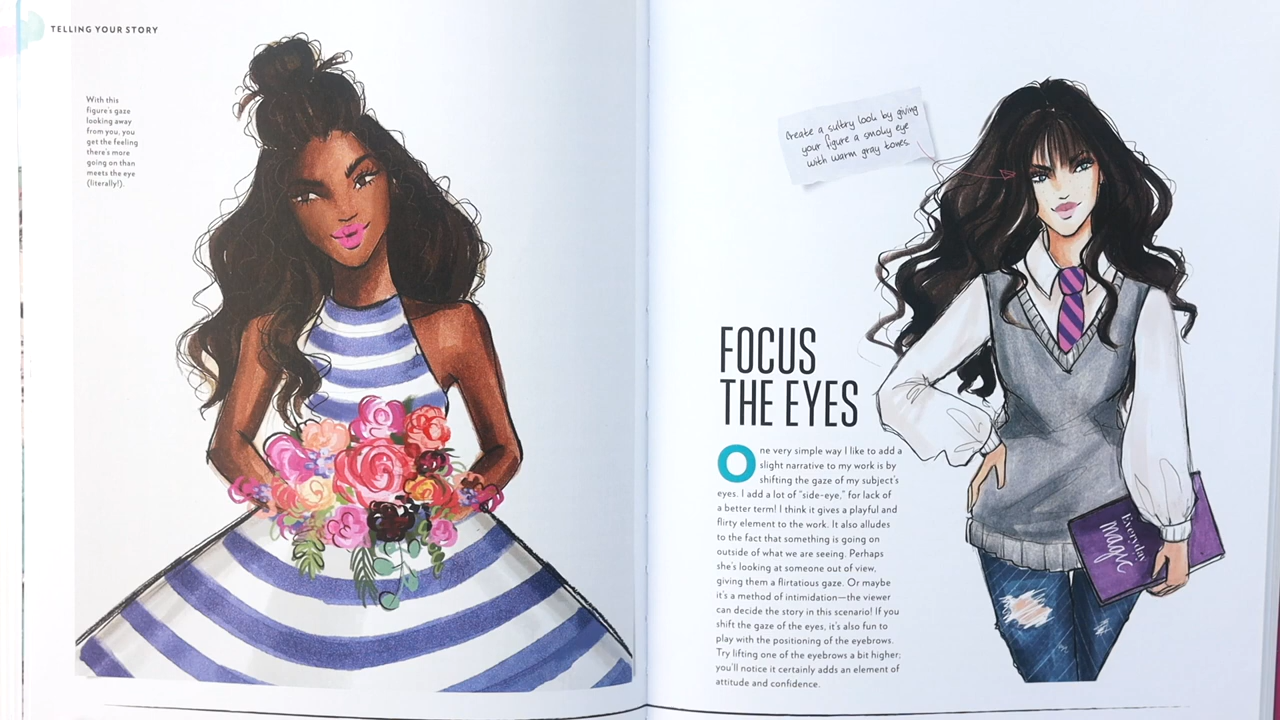 TELLING YOUR STORY
With this
figure's gaze
looking away
from you, you
get the feeling
there's more
going on than
meets the eye
(literally!).
Create a sultry look by giving
your figure a smoky eye
with warm gray tones.
FOCUS
THE EYES
One very simple way I like to add a
slight narrative to my work is by
shifting the gaze of my subject's
eyes. I add a lot of "side-eye," for lack of
a better term! I think it gives a playful and
flirty element to the work. It also alludes
to the fact that something is going on
outside of what we are seeing. Perhaps
she's looking at someone out of view,
giving them a flirtatious gaze. Or maybe
it's a method of intimidation—the viewer
can decide the story in this scenario! If you
shift the gaze of the eyes, it's also fun to
play with the positioning of the eyebrows.
Try lifting one of the eyebrows a bit higher;
you'll notice it certainly adds an element of
attitude and confidence.
Everyday
magic